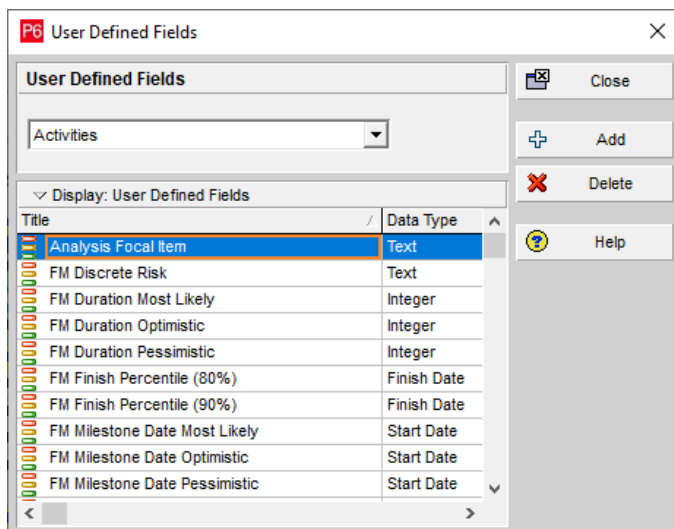 P6 User Defined Fields
User Defined Fields
Close
Activities
Add
Delete
Display: User Defined Fields
Title / Data Type
Help
Analysis Focal Item Text
FM Discrete Risk Text
FM Duration Most Likely Integer
FM Duration Optimistic Integer
FM Duration Pessimistic Integer
FM Finish Percentile (80%) Finish Date
FM Finish Percentile (90%) Finish Date
FM Milestone Date Most Likely Start Date
FM Milestone Date Optimistic Start Date
FM Milestone Date Pessimistic Start Date